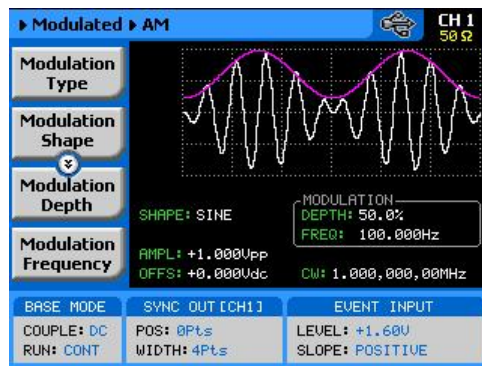 ▸ Modulated ▸ AM
CH 1
50 Ω
Modulation
Type
Modulation
Shape
Modulation
Depth
Modulation
Frequency
SHAPE: SINE
AMPL: +1.000Vpp
OFFS: +0.000Vdc
MODULATION
DEPTH: 50.0%
FREQ: 100.000Hz
CW: 1.000,000,00MHz
BASE MODE
COUPLE: DC
RUN: CONT
SYNC OUT [CH1]
POS: 0Pts
WIDTH: 4Pts
EVENT INPUT
LEVEL: +1.60V
SLOPE: POSITIVE